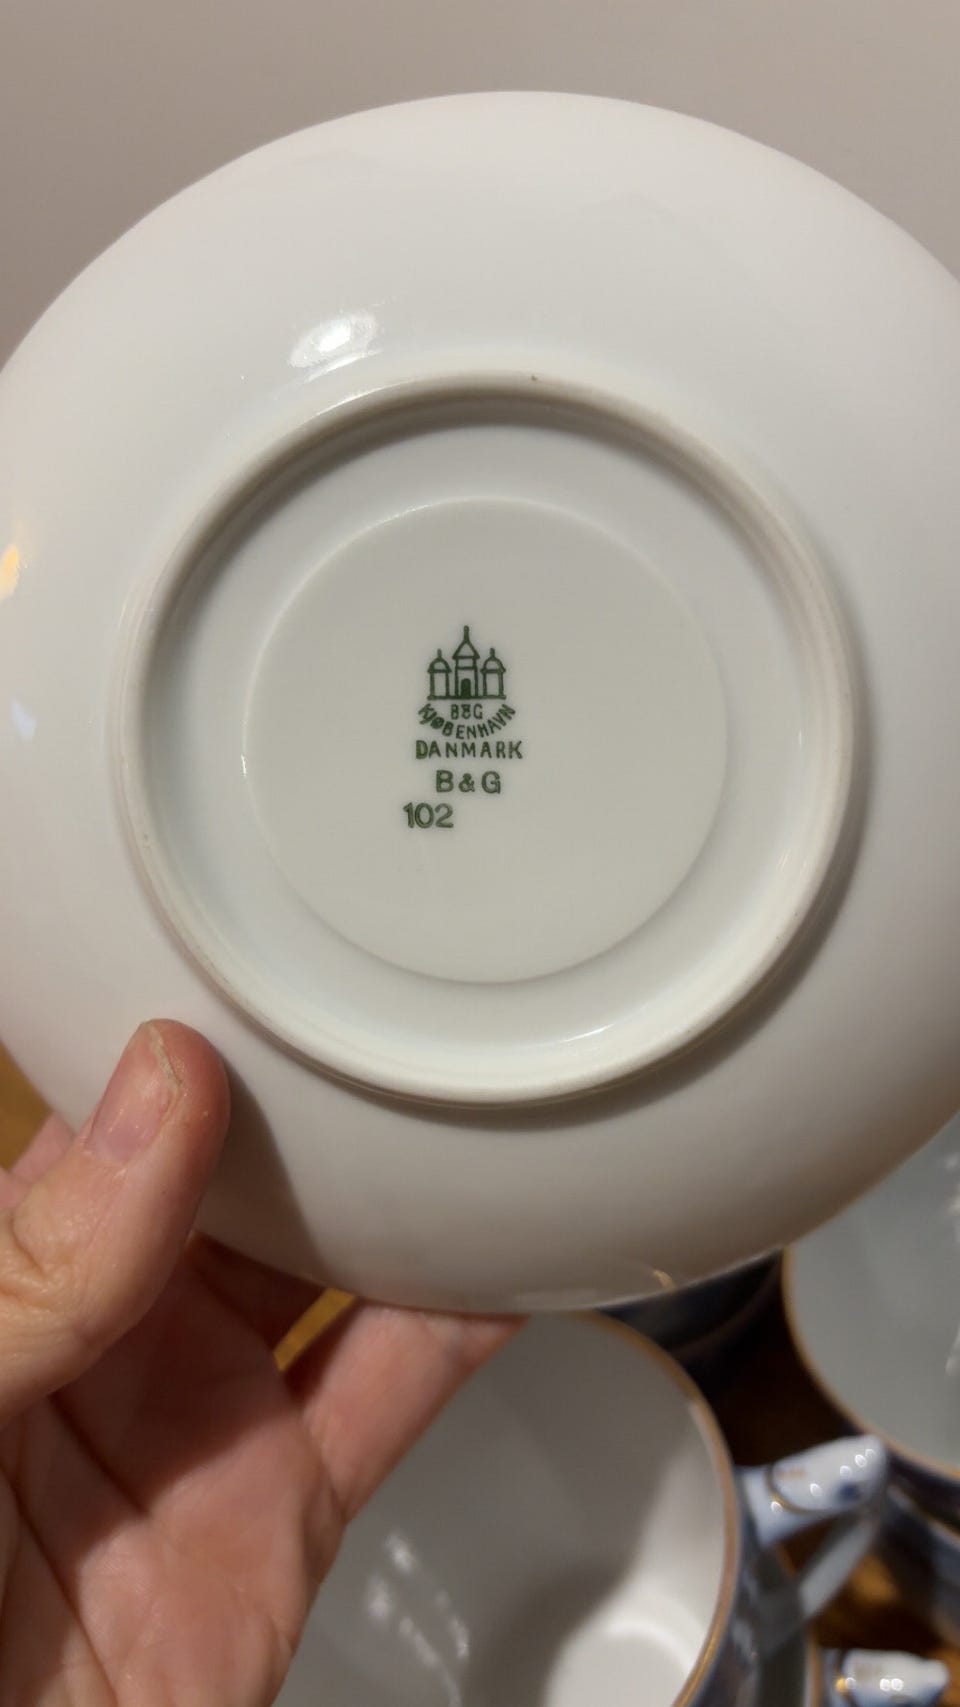 B&G
KJØBENHAVN
DANMARK
B & G
102